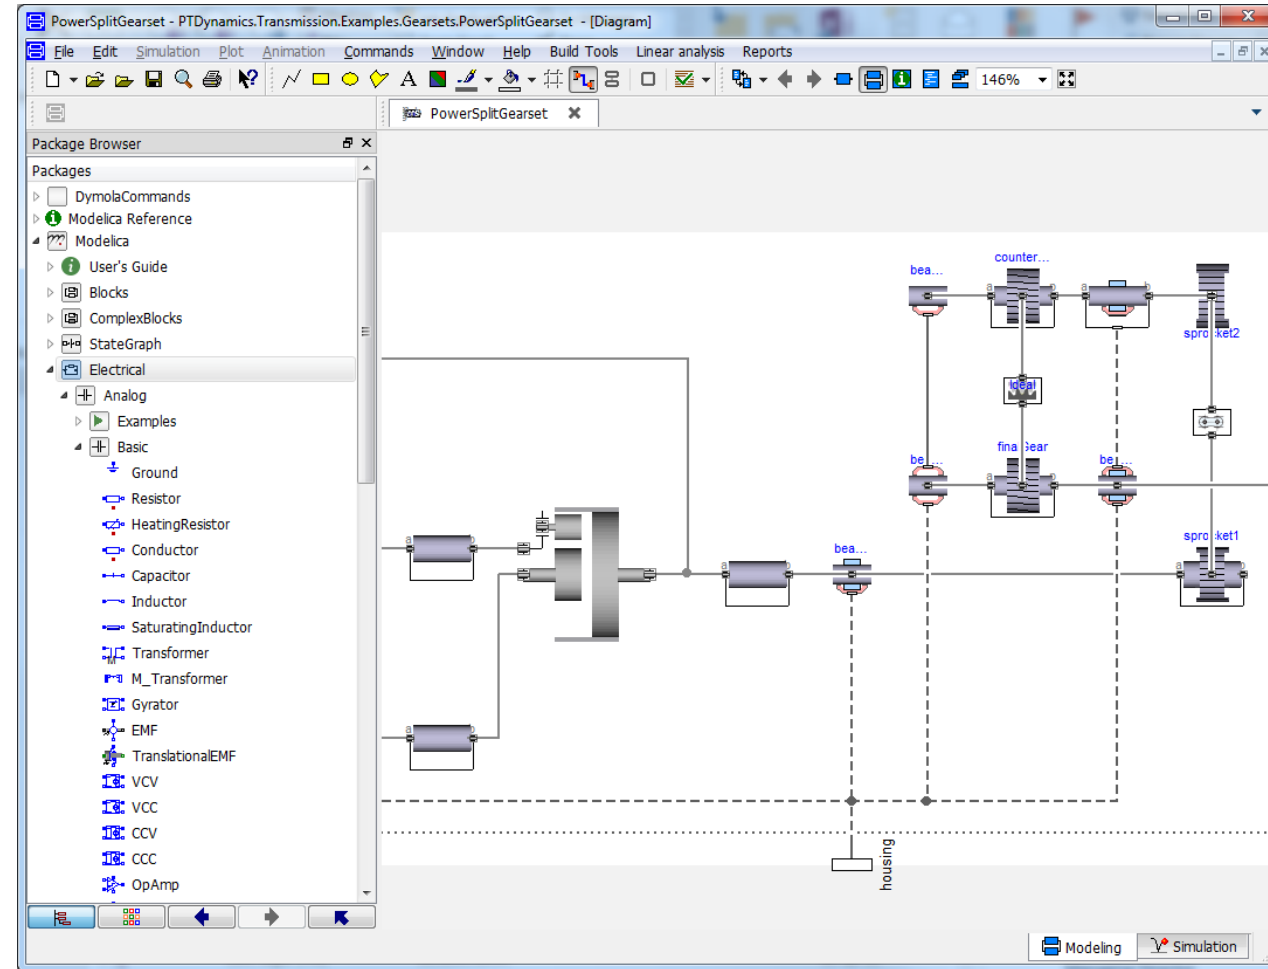 PowerSplitGearset - PTDynamics.Transmission.Examples.Gearsets.PowerSplitGearset - [Diagram]
File Edit Simulation Plot Animation Commands Window Help Build Tools Linear analysis Reports
146%
PowerSplitGearset
Package Browser
Packages
DymolaCommands
Modelica Reference
Modelica
User's Guide
Blocks
ComplexBlocks
StateGraph
Electrical
Analog
Examples
Basic
Ground
Resistor
HeatingResistor
Conductor
Capacitor
Inductor
SaturatingInductor
Transformer
M_Transformer
Gyrator
EMF
TranslationalEMF
VCV
VCC
CCV
CCC
OpAmp
counter...
bea...
a b a b
sprocket2
Ideal
finalGear
be...
be...
a b
sprocket1
bea...
a b
a b
a b
a b
housing
Modeling Simulation